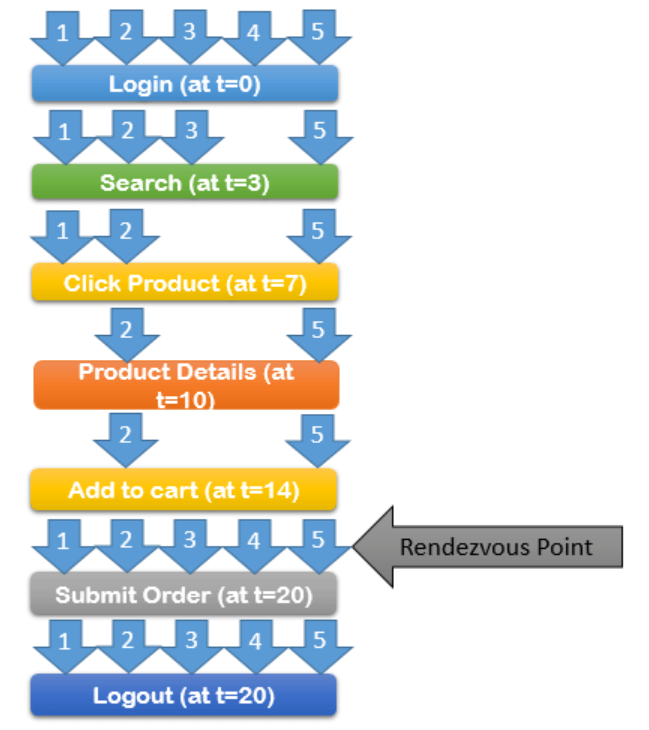 1 2 3 4 5
Login (at t=0)
1 2 3 5
Search (at t=3)
1 2 5
Click Product (at t=7)
2 5
Product Details (at
t=10)
2 5
Add to cart (at t=14)
1 2 3 4 5
Rendezvous Point
Submit Order (at t=20)
1 2 3 4 5
Logout (at t=20)